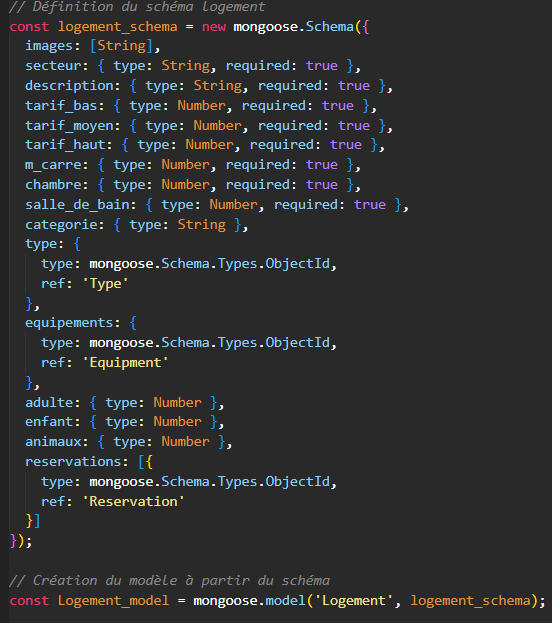 // Définition du schéma logement
const logement_schema = new mongoose.Schema({
  images: [String],
  secteur: { type: String, required: true },
  description: { type: String, required: true },
  tarif_bas: { type: Number, required: true },
  tarif_moyen: { type: Number, required: true },
  tarif_haut: { type: Number, required: true },
  m_carre: { type: Number, required: true },
  chambre: { type: Number, required: true },
  salle_de_bain: { type: Number, required: true },
  categorie: { type: String },
  type: {
    type: mongoose.Schema.Types.ObjectId,
    ref: 'Type'
  },
  equipements: {
    type: mongoose.Schema.Types.ObjectId,
    ref: 'Equipment'
  },
  adulte: { type: Number },
  enfant: { type: Number },
  animaux: { type: Number },
  reservations: [{
    type: mongoose.Schema.Types.ObjectId,
    ref: 'Reservation'
  }]
});

// Création du modèle à partir du schéma
const Logement_model = mongoose.model('Logement', logement_schema);